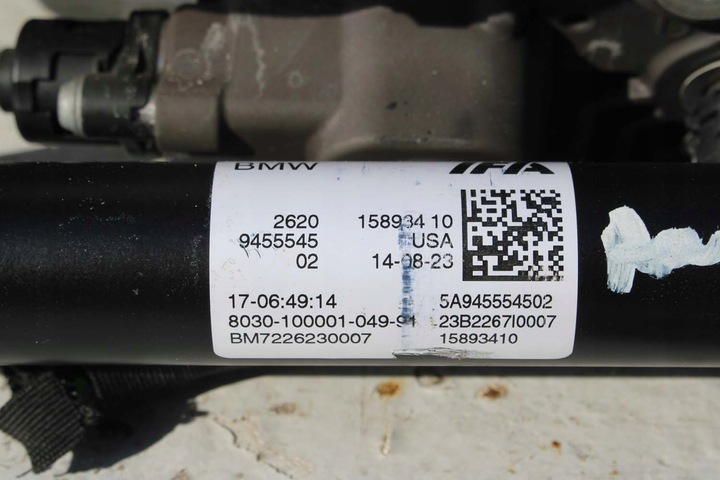 BMW IFA
2620 15893410
9455545 USA
02 14-08-23
17-06:49:14 5A945554502
8030-100001-049-91 23B2267I0007
BM7226230007 15893410